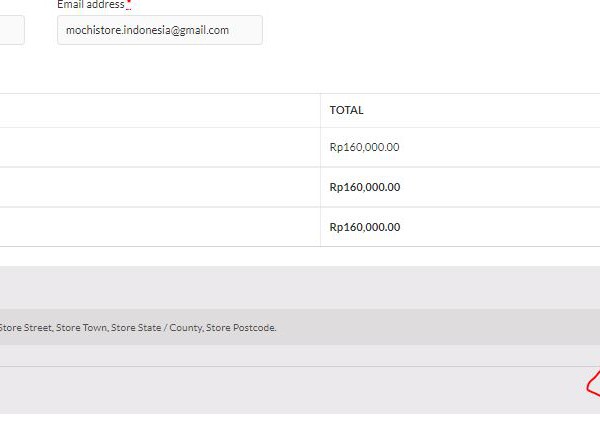 Email address *
mochistore.indonesia@gmail.com
TOTAL
Rp160,000.00
Rp160,000.00
Rp160,000.00
Store Street, Store Town, Store State / County, Store Postcode.